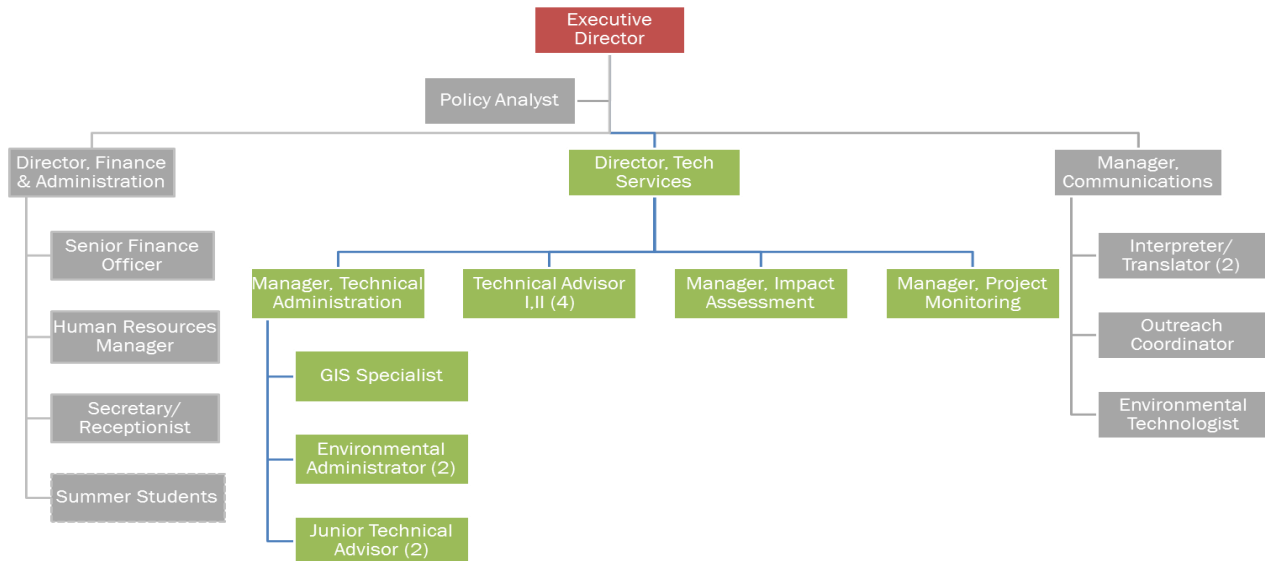 Executive
Director
Policy Analyst
Director, Finance
& Administration
Director, Tech
Services
Manager,
Communications
Senior Finance
Officer
Human Resources
Manager
Secretary/
Receptionist
Summer Students
Manager, Technical
Administration
Technical Advisor
I,II (4)
Manager, Impact
Assessment
Manager, Project
Monitoring
GIS Specialist
Environmental
Administrator (2)
Junior Technical
Advisor (2)
Interpreter/
Translator (2)
Outreach
Coordinator
Environmental
Technologist